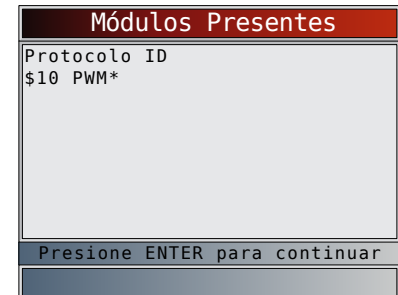 Módulos Presentes
Protocolo ID
$10 PWM*
Presione ENTER para continuar